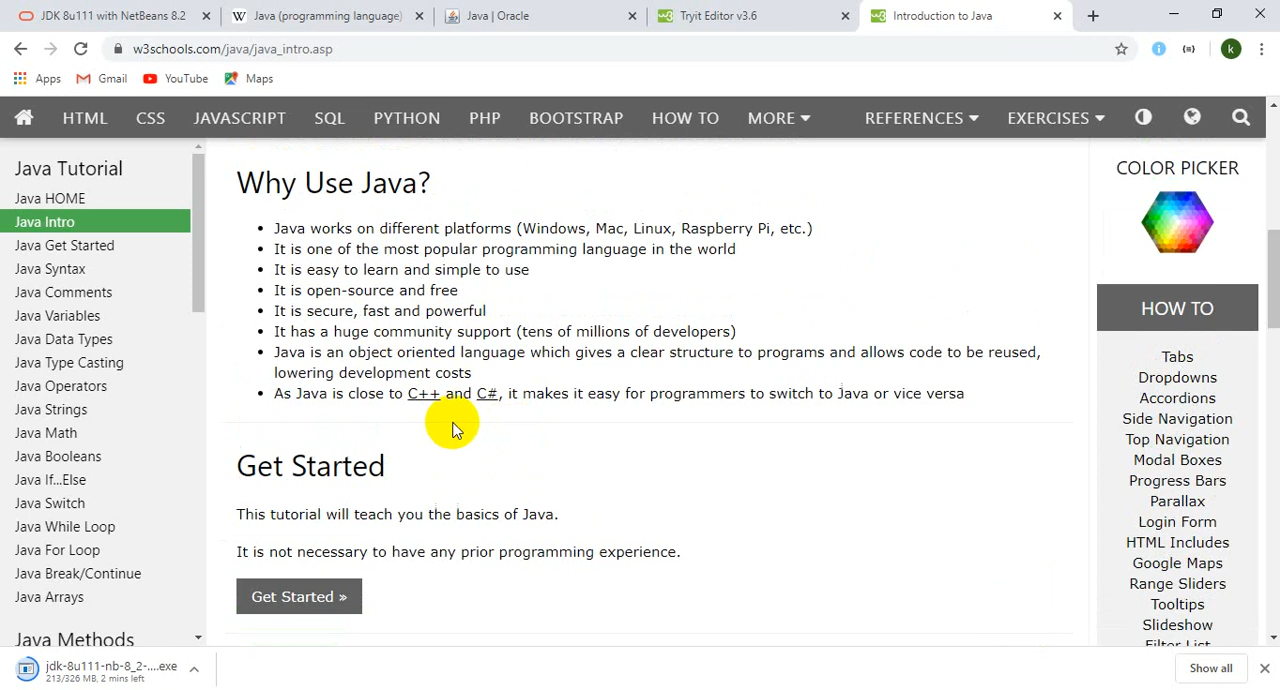 JDK 8u111 with NetBeans 8.2
Java (programming language)
Java | Oracle
Tryit Editor v3.6
Introduction to Java
w3schools.com/java/java_intro.asp
k
Apps
Gmail
YouTube
Maps
HTML
CSS
JAVASCRIPT
SQL
PYTHON
PHP
BOOTSTRAP
HOW TO
MORE
REFERENCES
EXERCISES
Java Tutorial
Java HOME
Java Intro
Java Get Started
Java Syntax
Java Comments
Java Variables
Java Data Types
Java Type Casting
Java Operators
Java Strings
Java Math
Java Booleans
Java If...Else
Java Switch
Java While Loop
Java For Loop
Java Break/Continue
Java Arrays
Java Methods
Why Use Java?
• Java works on different platforms (Windows, Mac, Linux, Raspberry Pi, etc.)
• It is one of the most popular programming language in the world
• It is easy to learn and simple to use
• It is open-source and free
• It is secure, fast and powerful
• It has a huge community support (tens of millions of developers)
• Java is an object oriented language which gives a clear structure to programs and allows code to be reused,
lowering development costs
• As Java is close to C++ and C#, it makes it easy for programmers to switch to Java or vice versa
Get Started
This tutorial will teach you the basics of Java.
It is not necessary to have any prior programming experience.
Get Started »
COLOR PICKER
HOW TO
Tabs
Dropdowns
Accordions
Side Navigation
Top Navigation
Modal Boxes
Progress Bars
Parallax
Login Form
HTML Includes
Google Maps
Range Sliders
Tooltips
Slideshow
Filter List
jdk-8u111-nb-8_2-....exe
213/326 MB, 2 mins left
Show all